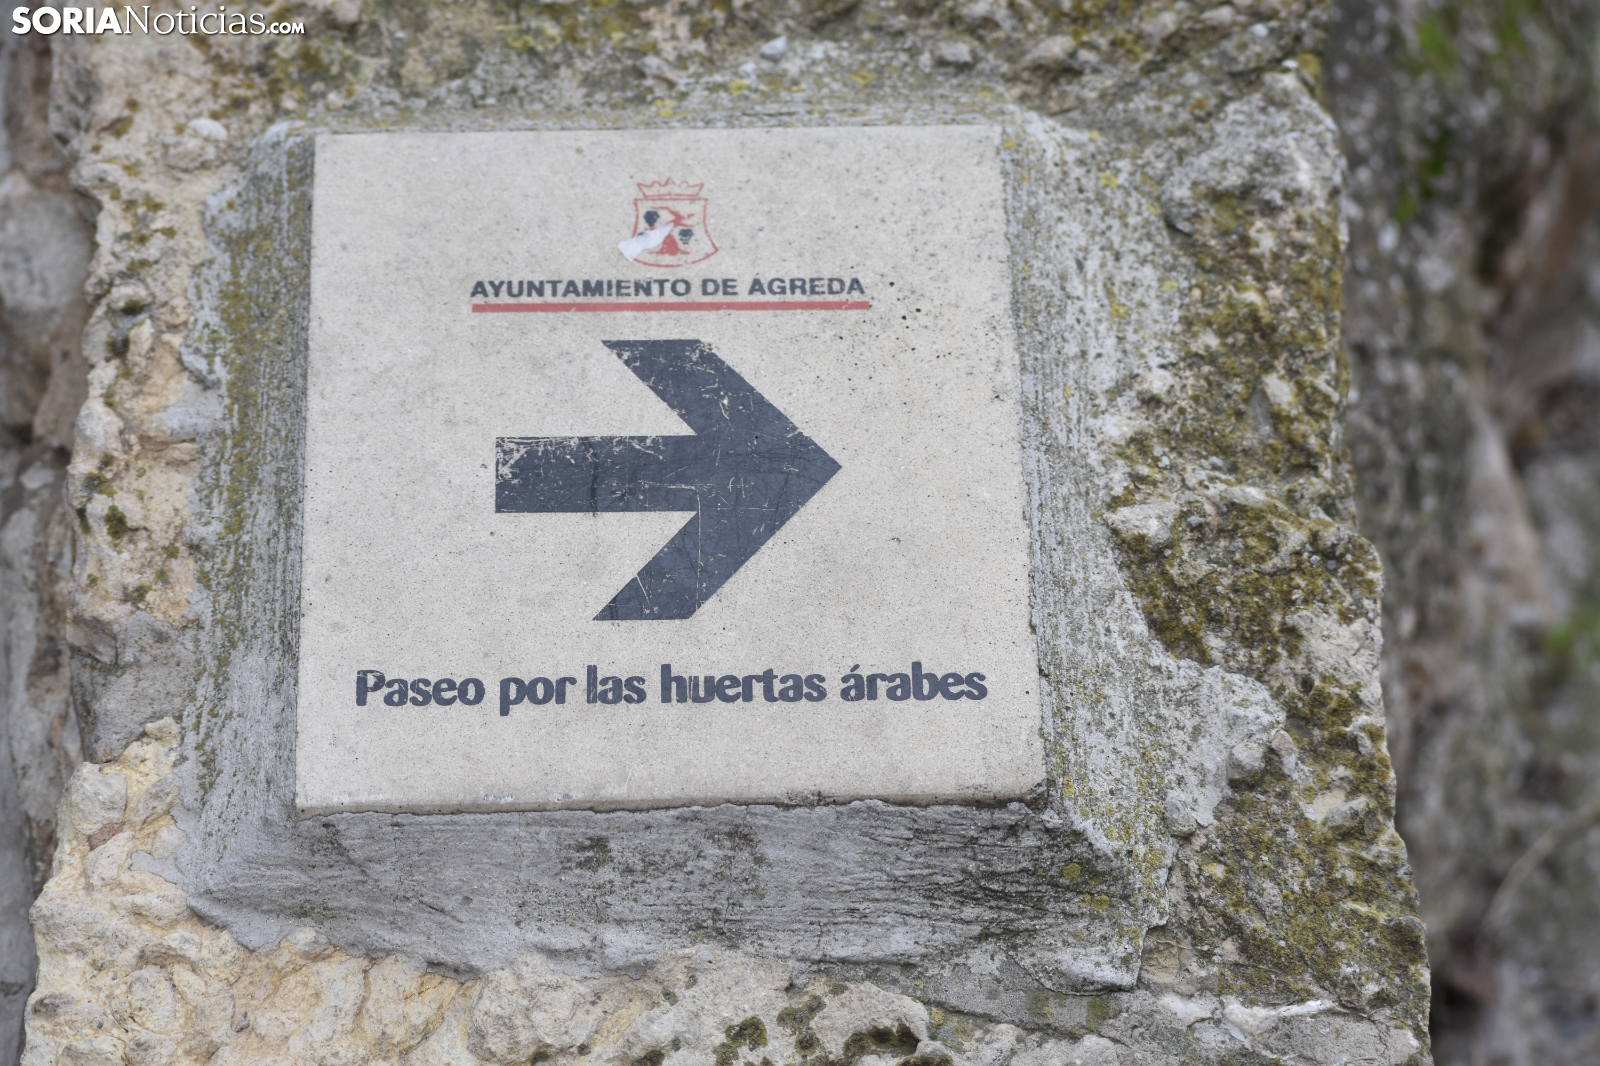 SORIANoticias.com
AYUNTAMIENTO DE ÁGREDA
Paseo por las huertas árabes